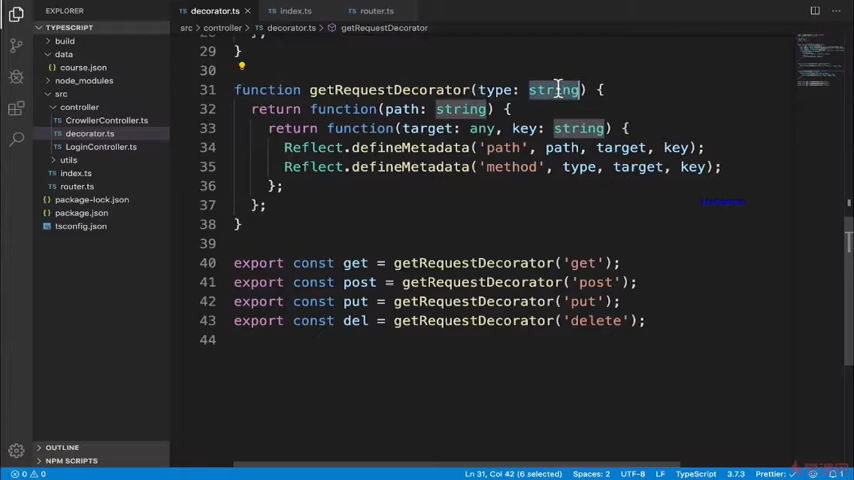 EXPLORER
decorator.ts
index.ts
router.ts
TYPESCRIPT
src > controller > decorator.ts > getRequestDecorator
build
data
course.json
node_modules
src
controller
CrowllerController.ts
decorator.ts
LoginController.ts
utils
index.ts
router.ts
package-lock.json
package.json
tsconfig.json
29 }
30
31 function getRequestDecorator(type: string) {
32 return function(path: string) {
33 return function(target: any, key: string) {
34 Reflect.defineMetadata('path', path, target, key);
35 Reflect.defineMetadata('method', type, target, key);
36 };
37 };
38 }
39
40 export const get = getRequestDecorator('get');
41 export const post = getRequestDecorator('post');
42 export const put = getRequestDecorator('put');
43 export const del = getRequestDecorator('delete');
44
OUTLINE
NPM SCRIPTS
0 0
Ln 31, Col 42 (6 selected)
Spaces: 2
UTF-8
LF
TypeScript
3.7.3
Prettier: ✓
1